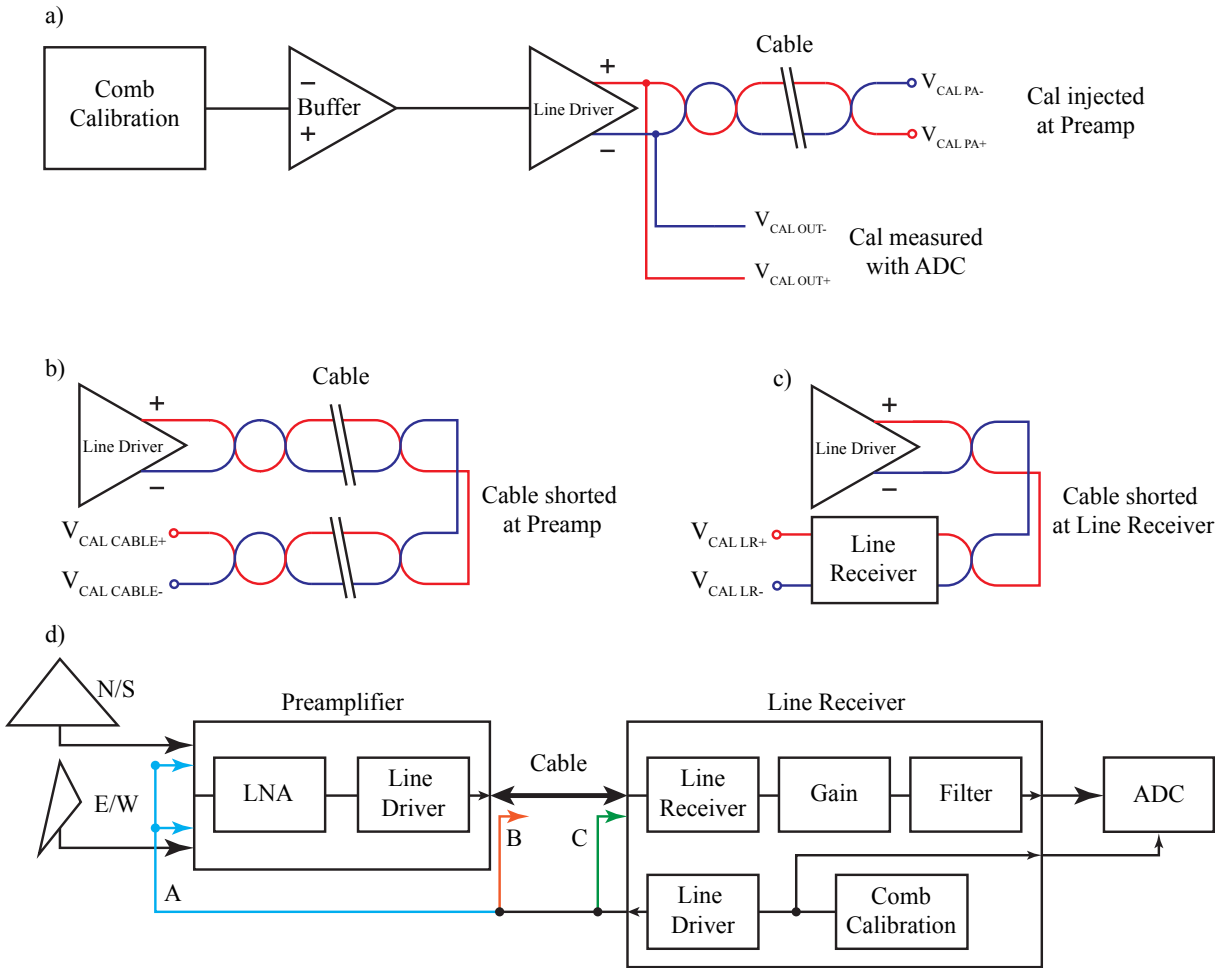 a)
Comb
Calibration
−
Buffer
+
Line Driver
+
−
Cable
V CAL PA-
V CAL PA+
Cal injected
at Preamp
V CAL OUT-
V CAL OUT+
Cal measured
with ADC
b)
Line Driver
+
−
Cable
V CAL CABLE+
V CAL CABLE-
Cable shorted
at Preamp
c)
Line Driver
+
−
V CAL LR+
V CAL LR-
Line
Receiver
Cable shorted
at Line Receiver
d)
N/S
E/W
A
Preamplifier
LNA
Line
Driver
Cable
B
C
Line Receiver
Line
Receiver
Gain
Filter
ADC
Line
Driver
Comb
Calibration